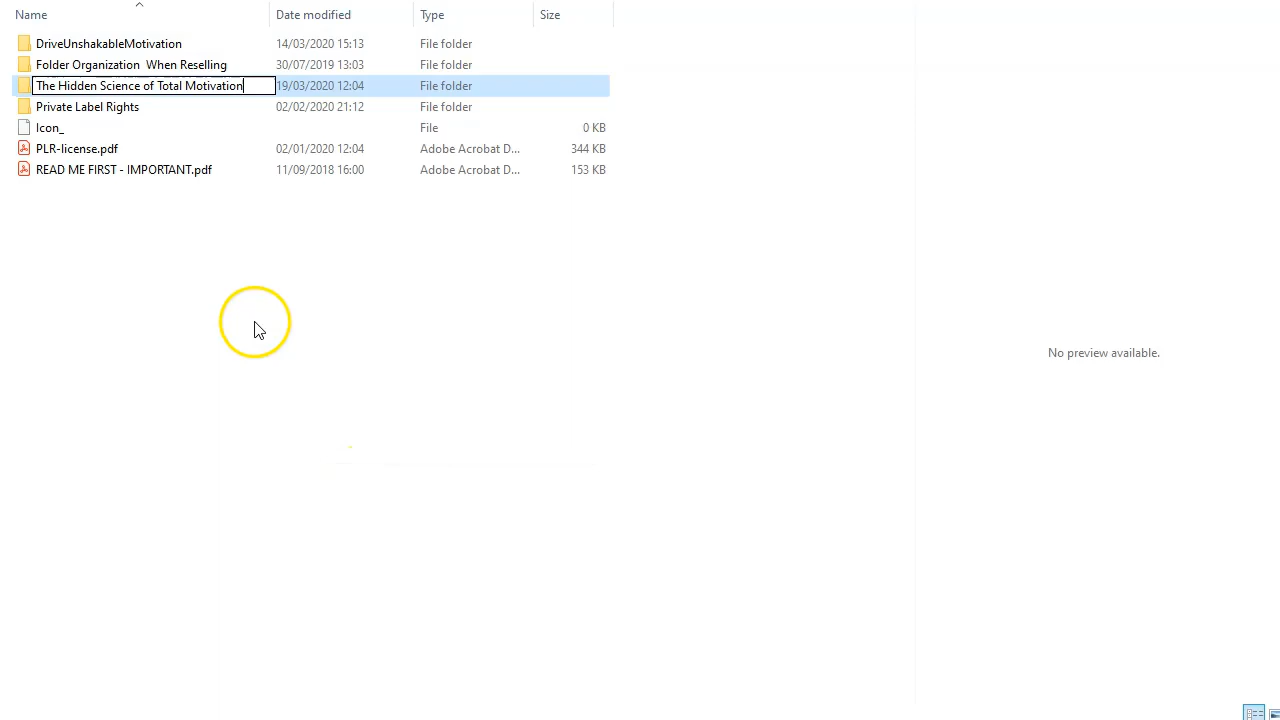 Name Date modified Type Size
DriveUnshakableMotivation 14/03/2020 15:13 File folder
Folder Organization  When Reselling 30/07/2019 13:03 File folder
The Hidden Science of Total Motivation 19/03/2020 12:04 File folder
Private Label Rights 02/02/2020 21:12 File folder
Icon_ File 0 KB
PLR-license.pdf 02/01/2020 12:04 Adobe Acrobat D... 344 KB
READ ME FIRST - IMPORTANT.pdf 11/09/2018 16:00 Adobe Acrobat D... 153 KB
No preview available.